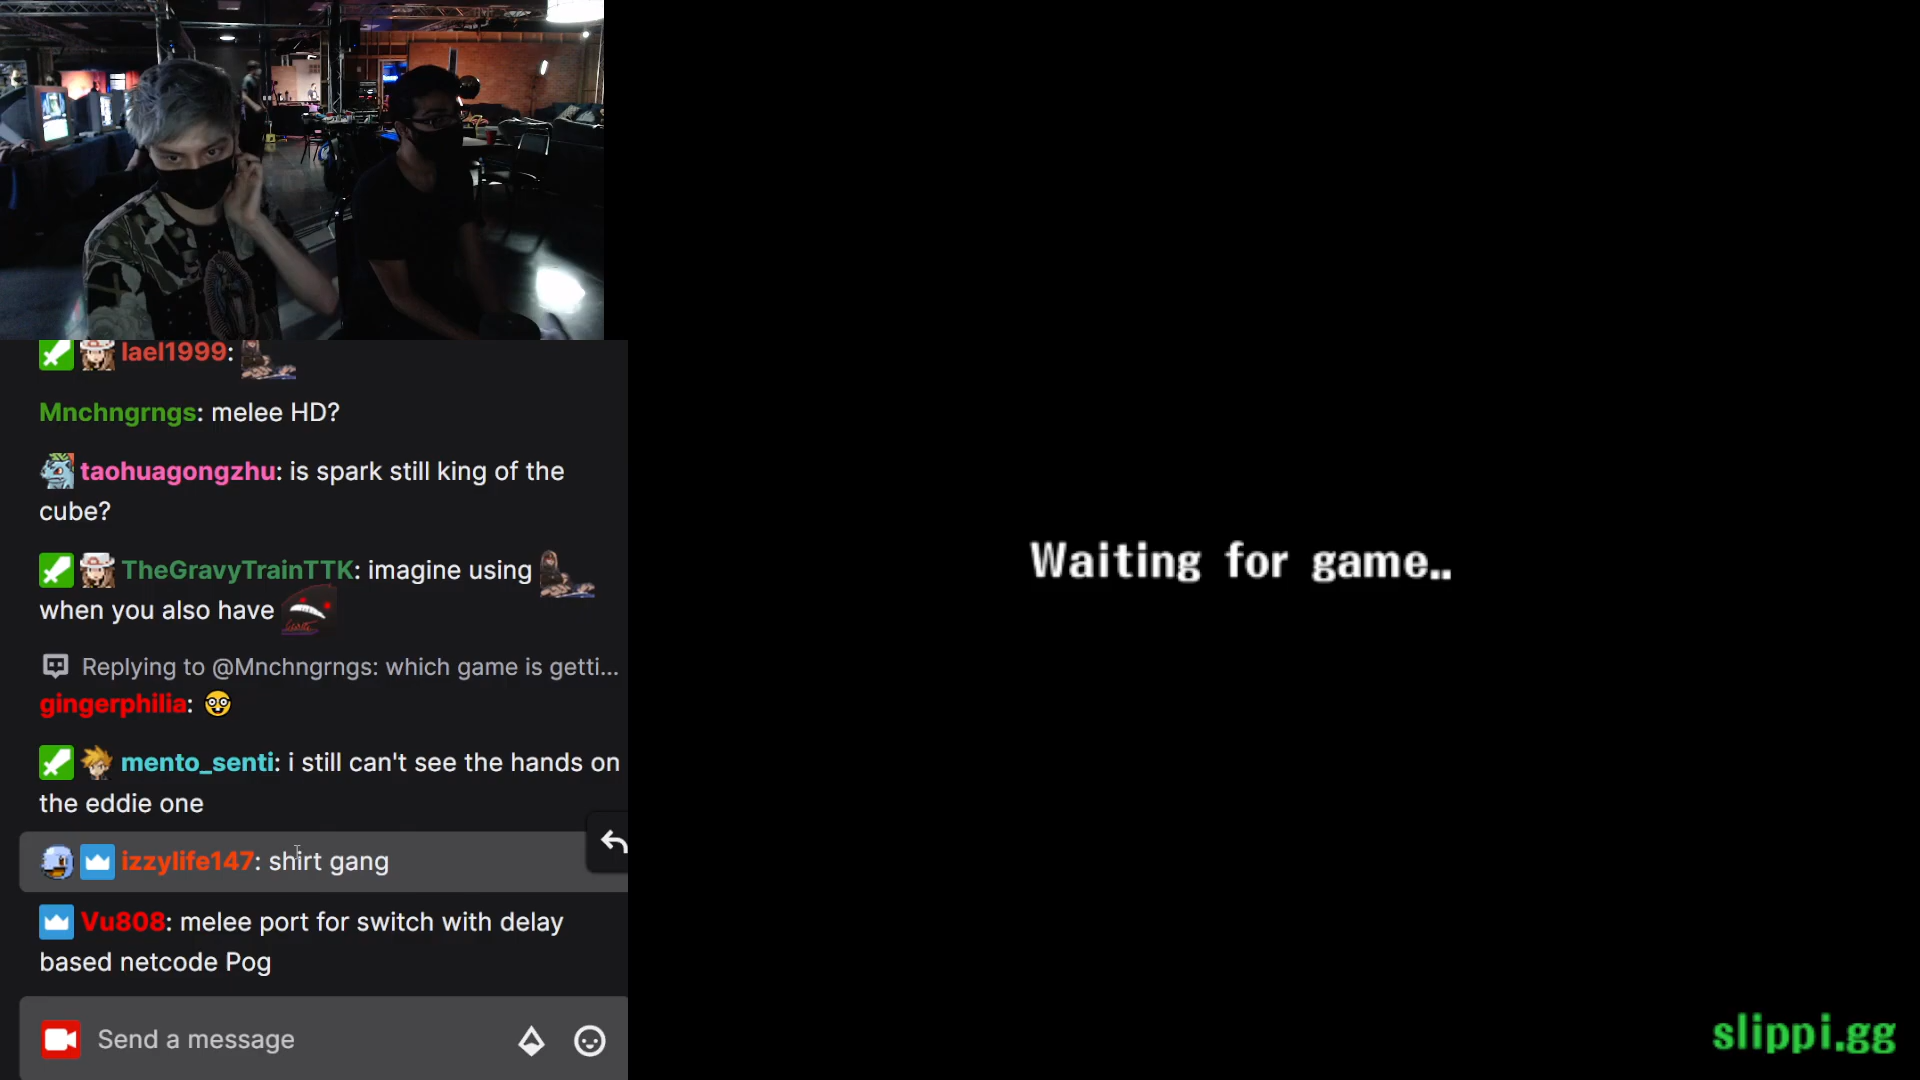 lael1999:
Mnchngrngs: melee HD?
taohuagongzhu: is spark still king of the
cube?
TheGravyTrainTTK: imagine using
when you also have
Replying to @Mnchngrngs: which game is getti...
gingerphilia:
mento_senti: i still can't see the hands on
the eddie one
izzylife147: shirt gang
Vu808: melee port for switch with delay
based netcode Pog
Send a message
Waiting for game..
slippi.gg